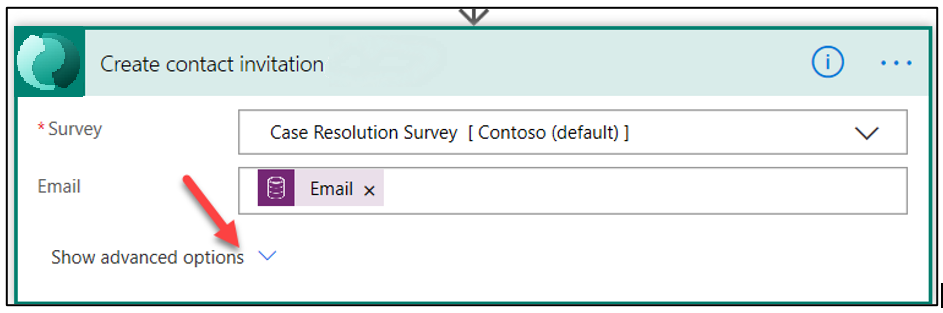 Create contact invitation
* Survey
Case Resolution Survey [ Contoso (default) ]
Email
Email ×
Show advanced options